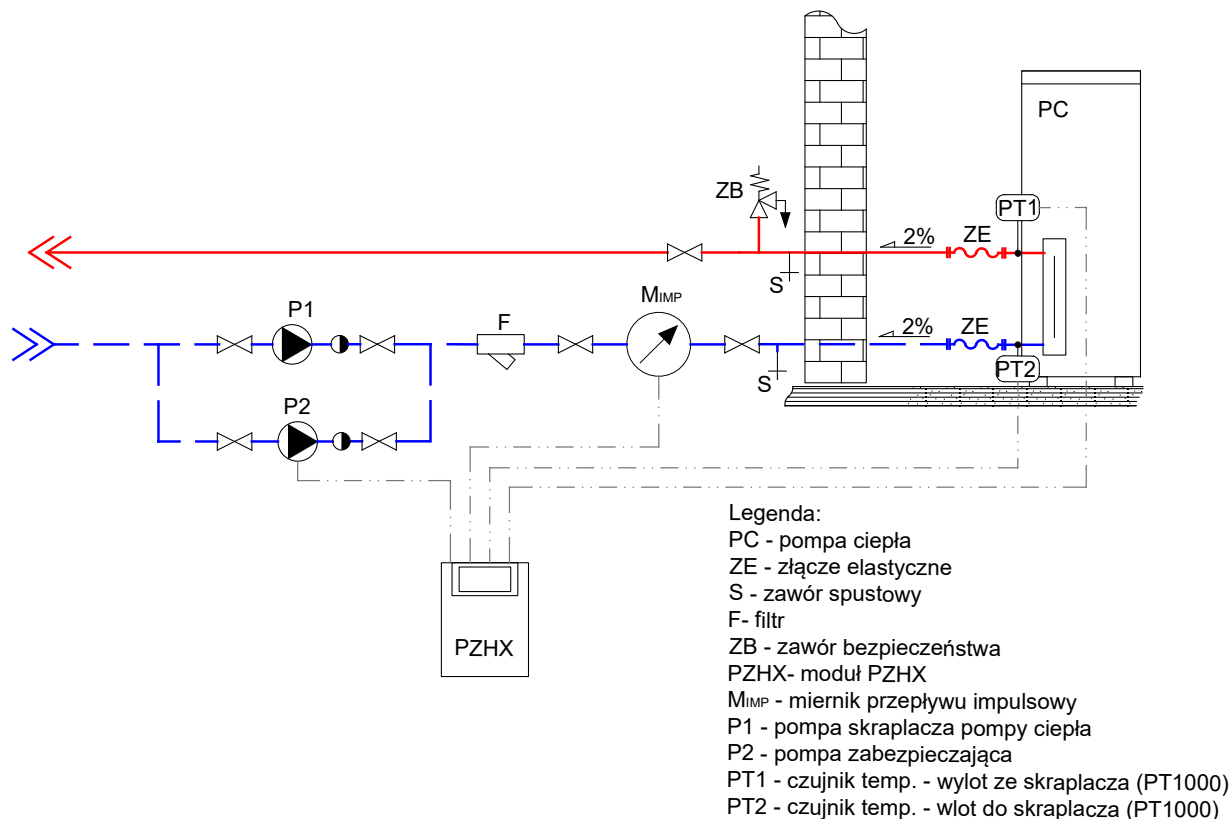 PC
ZB
PT1
2%
ZE
S
P1
F
MIMP
2%
ZE
S
PT2
P2
PZHX
Legenda:
PC - pompa ciepła
ZE - złącze elastyczne
S - zawór spustowy
F- filtr
ZB - zawór bezpieczeństwa
PZHX- moduł PZHX
MIMP - miernik przepływu impulsowy
P1 - pompa skraplacza pompy ciepła
P2 - pompa zabezpieczająca
PT1 - czujnik temp. - wylot ze skraplacza (PT1000)
PT2 - czujnik temp. - wlot do skraplacza (PT1000)